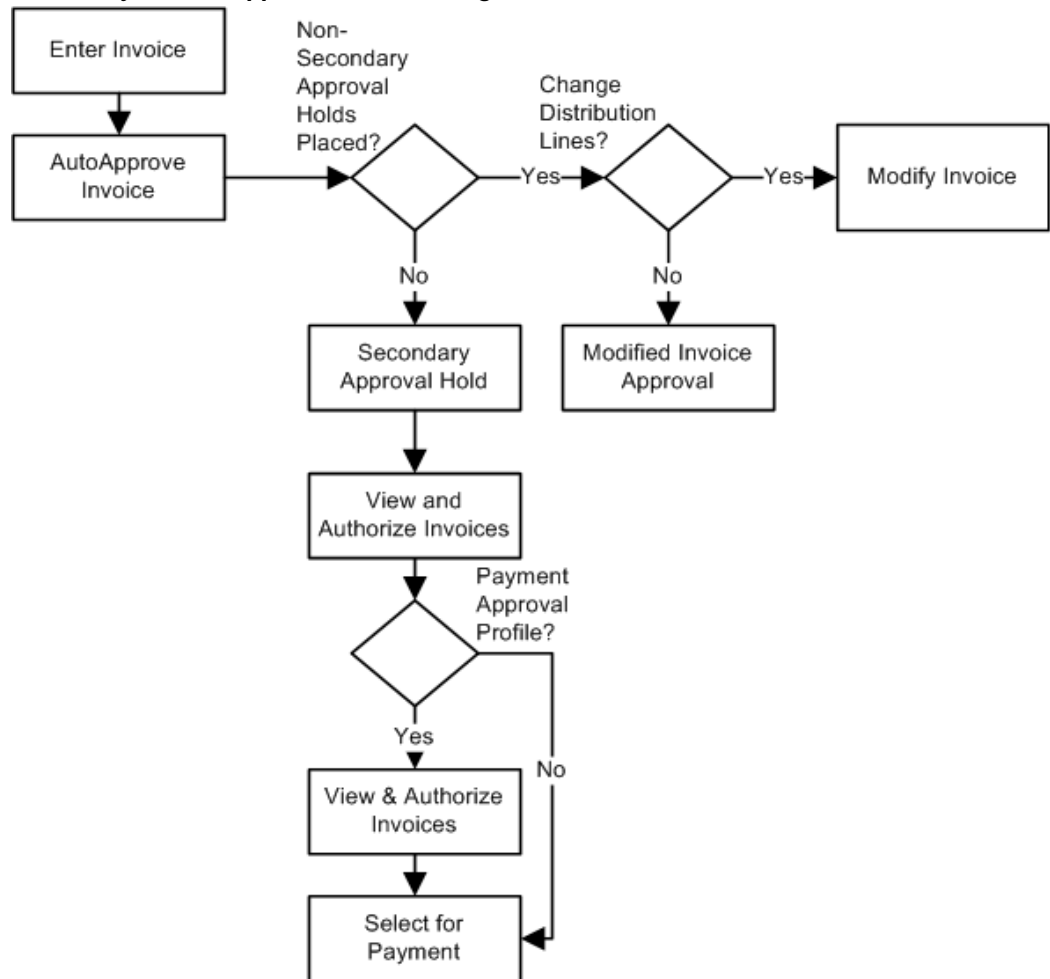 Enter Invoice
Non-
Secondary
Approval
Holds
Placed?
Change
Distribution
Lines?
AutoApprove
Invoice
Yes
Yes
Modify Invoice
No
No
Secondary
Approval Hold
Modified Invoice
Approval
View and
Authorize Invoices
Payment
Approval
Profile?
Yes
No
View & Authorize
Invoices
Select for
Payment